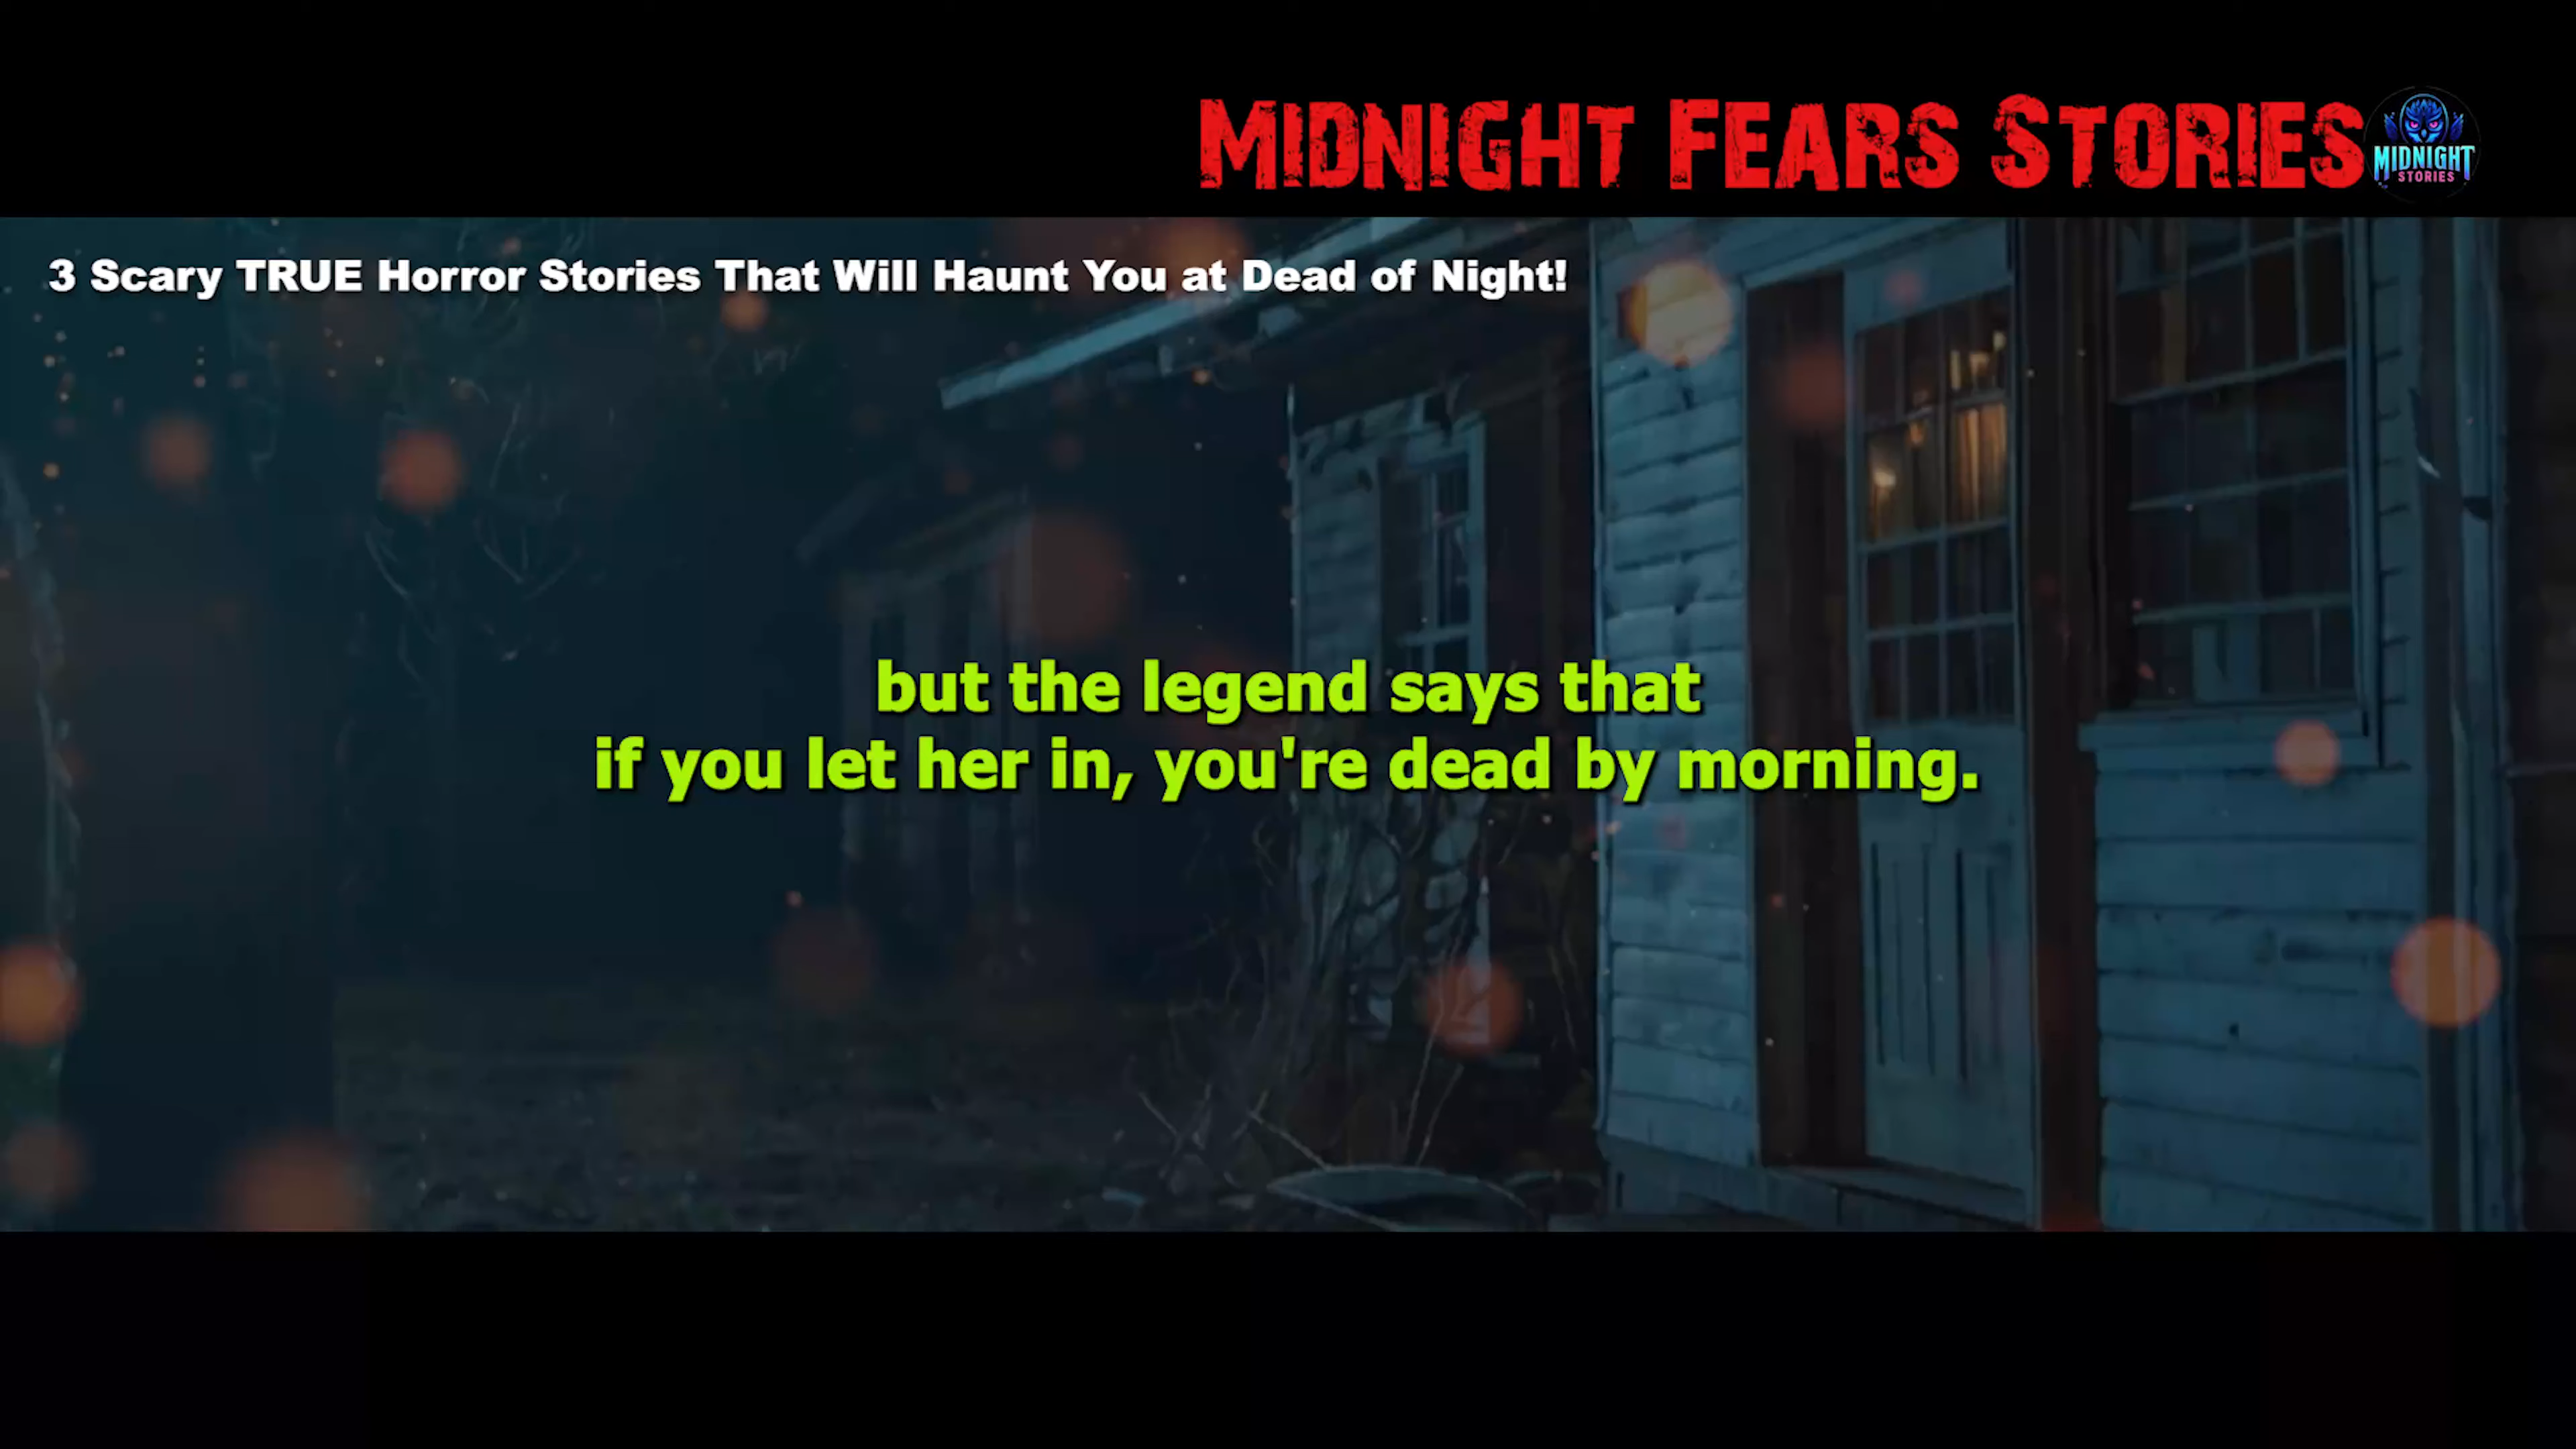 MIDNIGHT FEARS STORIES
MIDNIGHT
STORIES
3 Scary TRUE Horror Stories That Will Haunt You at Dead of Night!
but the legend says that
if you let her in, you're dead by morning.